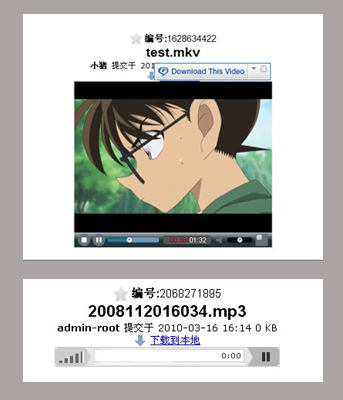 编号:1628634422
test.mkv
小猪 提交于 201
Download This Video
01:32
编号:2068271895
2008112016034.mp3
admin-root 提交于 2010-03-16 16:14 0 KB
下载到本地
0:00